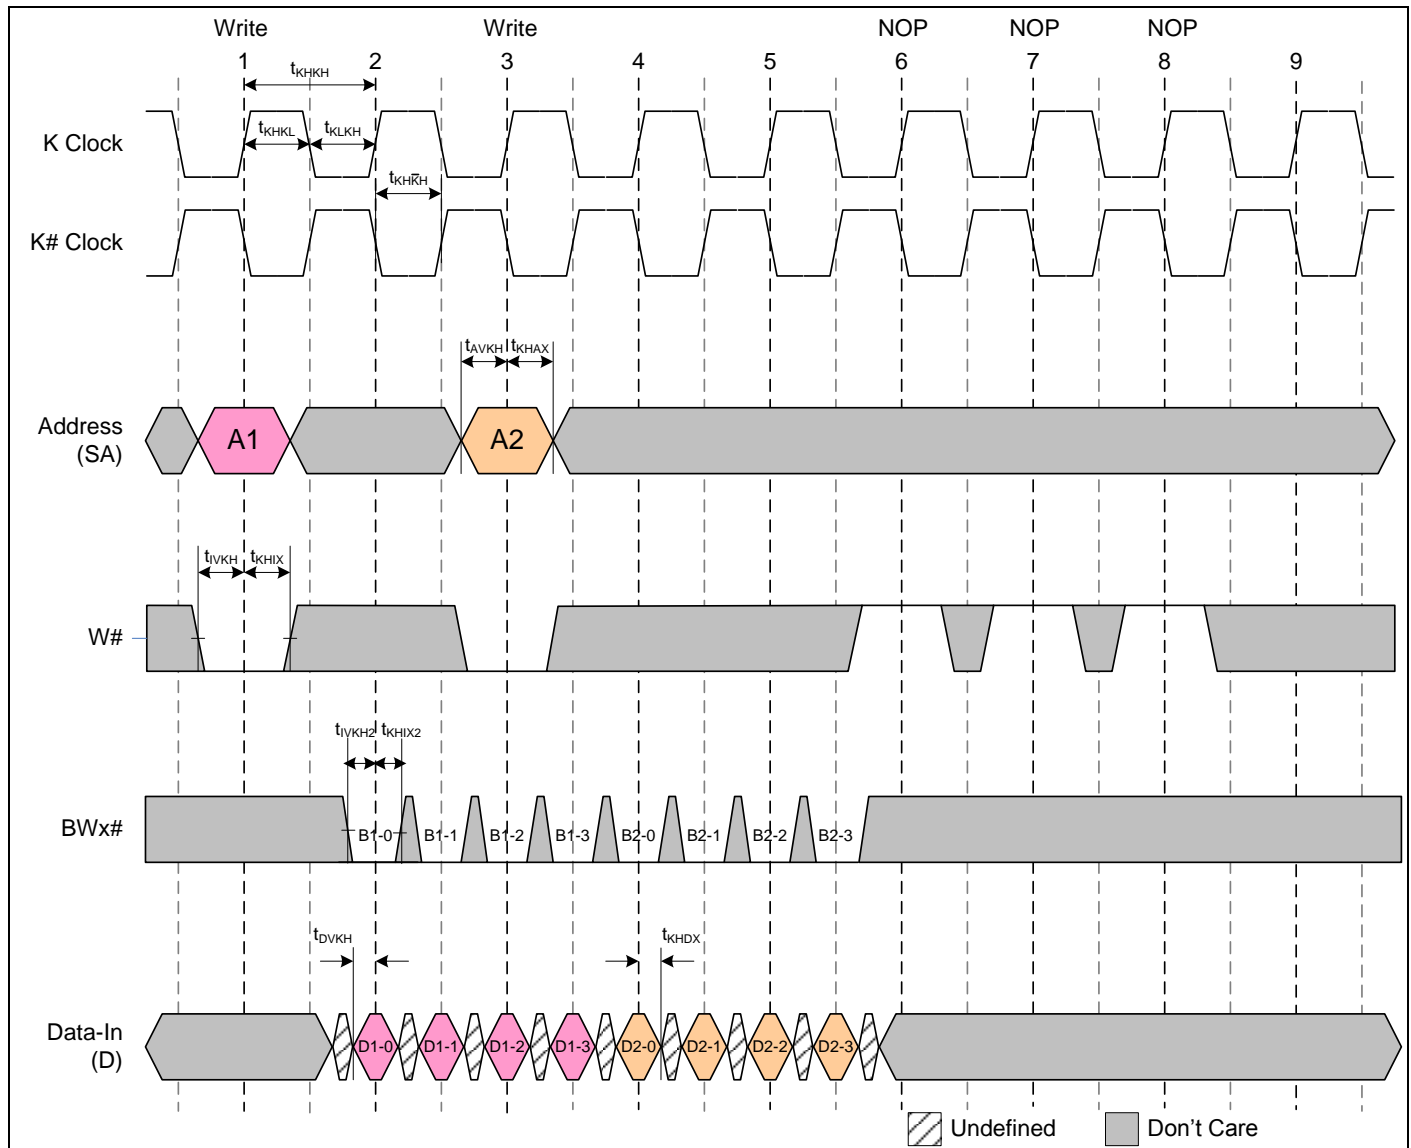 Write Write NOP NOP NOP
1 2 3 4 5 6 7 8 9
tKHKH
K Clock
tKHKL tKLKH
tKHK̅H
K# Clock
tAVKH tKHAX
Address
(SA)
A1 A2
tIVKH tKHIX
W#
tIVKH2 tKHIX2
BWx#
B1-0 B1-1 B1-2 B1-3 B2-0 B2-1 B2-2 B2-3
tDVKH tKHDX
Data-In
(D)
D1-0 D1-1 D1-2 D1-3 D2-0 D2-1 D2-2 D2-3
Undefined Don't Care